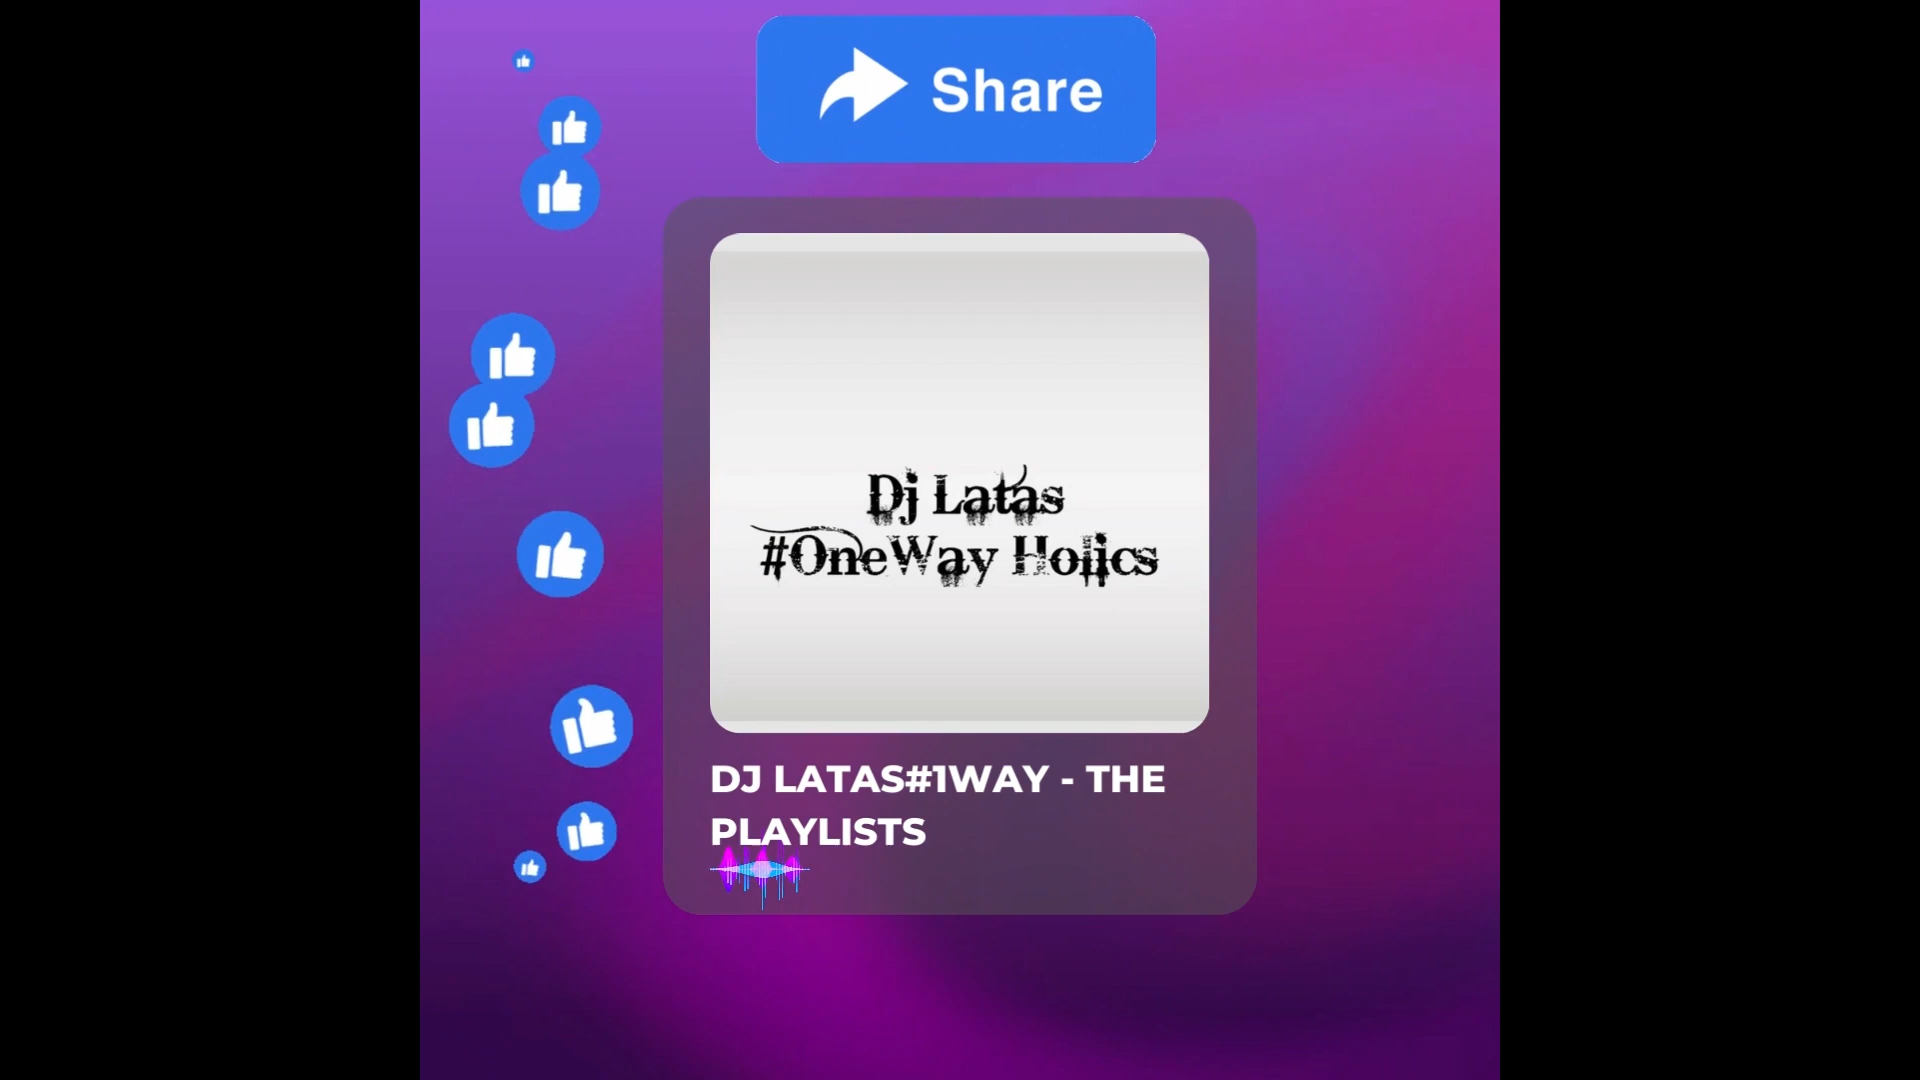 Share
Dj Latas
#OneWay Holics
DJ LATAS#1WAY - THE
PLAYLISTS